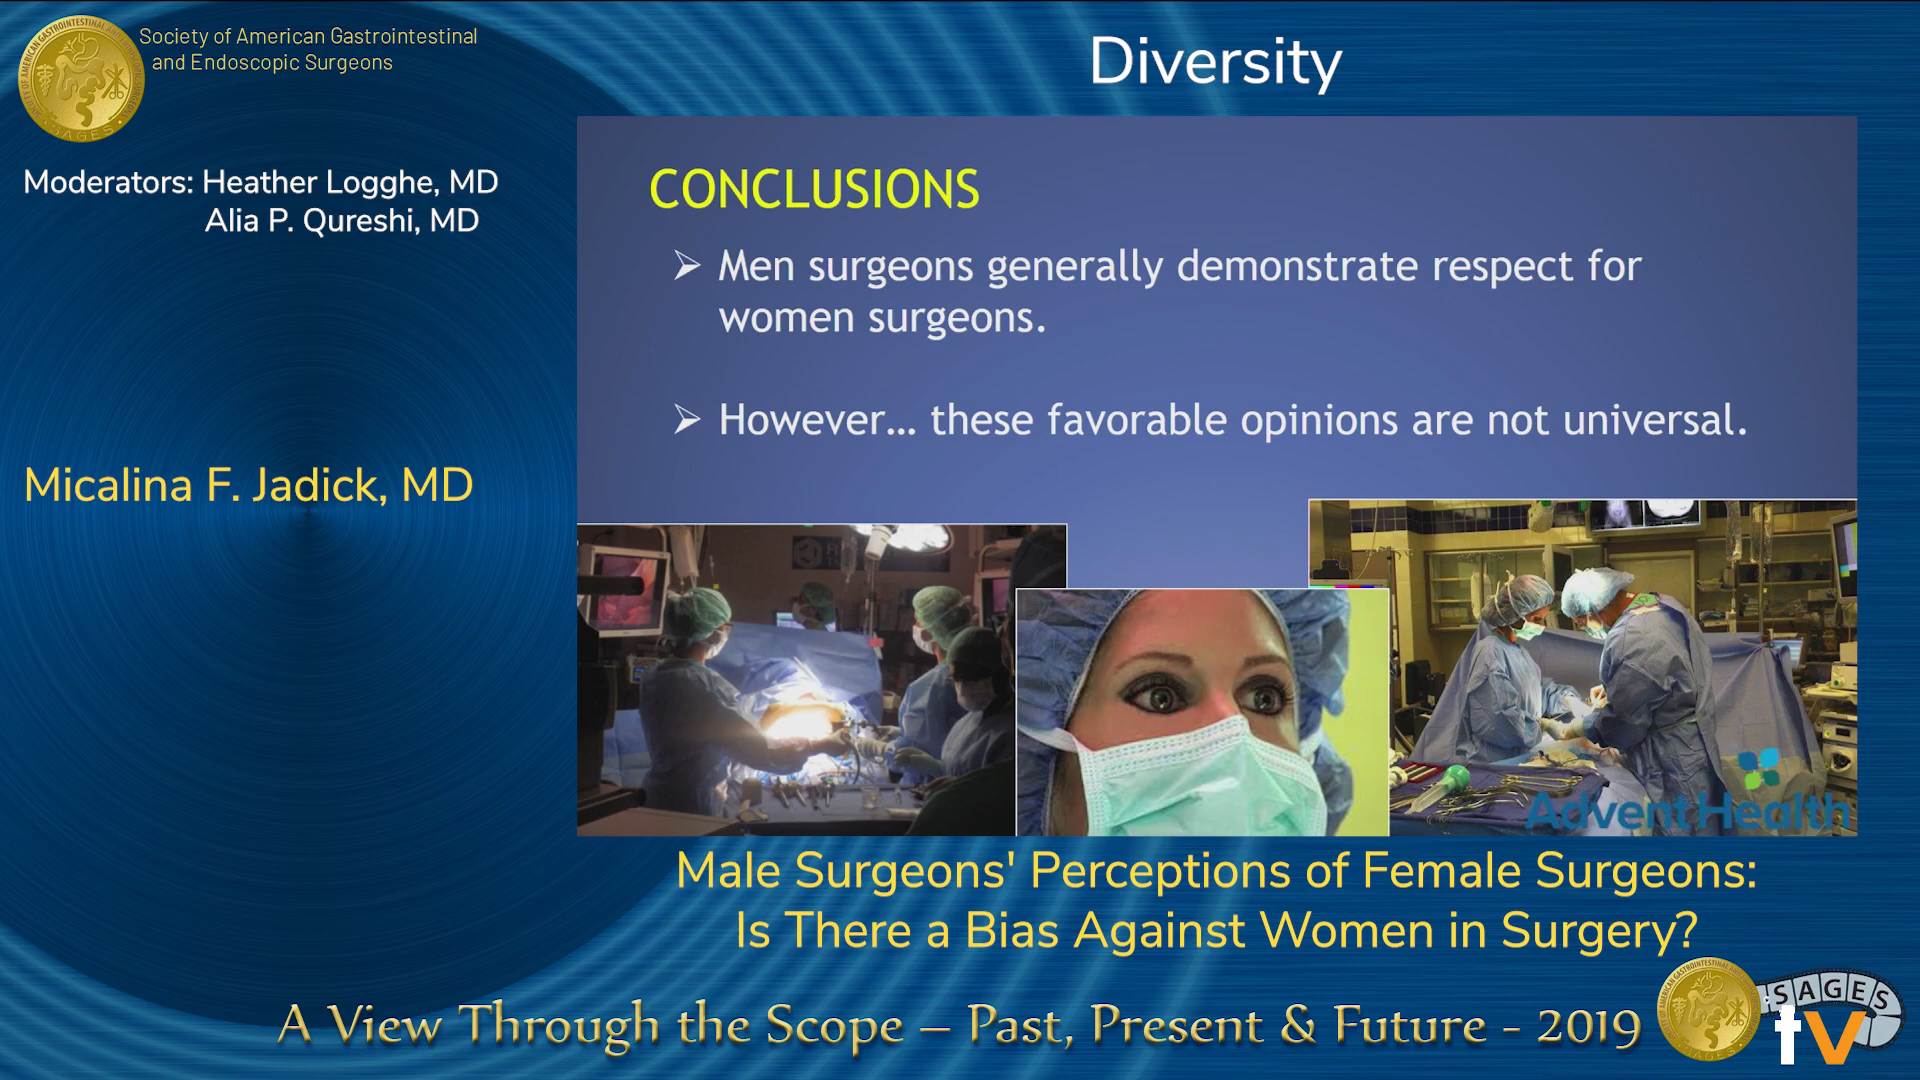 Society of American Gastrointestinal
and Endoscopic Surgeons
Diversity
Moderators: Heather Logghe, MD
Alia P. Qureshi, MD
Micalina F. Jadick, MD
CONCLUSIONS
➢ Men surgeons generally demonstrate respect for
women surgeons.
➢ However... these favorable opinions are not universal.
AdventHealth
Male Surgeons' Perceptions of Female Surgeons:
Is There a Bias Against Women in Surgery?
A View Through the Scope – Past, Present & Future - 2019
SAGES
tv
SAGES